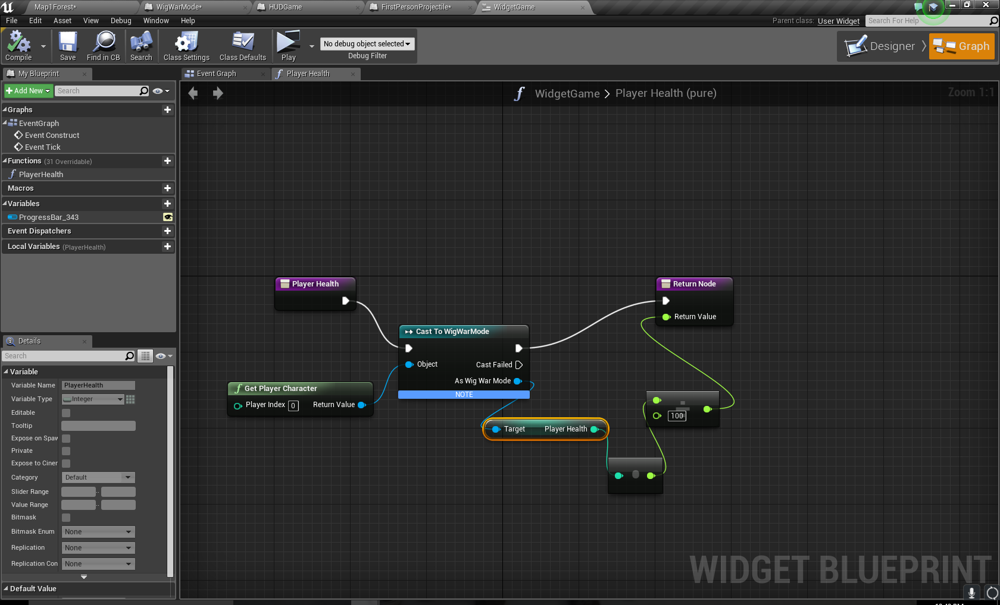 Map1Forest*
WigWarMode*
HUDGame
FirstPersonProjectile*
WidgetGame
File Edit Asset View Debug Window Help
Parent class: User Widget
Search For Help
Compile
Save
Find in CB
Search
Class Settings
Class Defaults
Play
No debug object selected
Debug Filter
Designer
Graph
My Blueprint
Event Graph
Player Health
Add New
Search
WidgetGame > Player Health (pure)
Zoom 1:1
Graphs
EventGraph
Event Construct
Event Tick
Functions (31 Overridable)
PlayerHealth
Macros
Variables
ProgressBar_343
Event Dispatchers
Local Variables (PlayerHealth)
Player Health
Return Node
Return Value
Cast To WigWarMode
Object
Cast Failed
As Wig War Mode
NOTE
Get Player Character
Player Index 0 Return Value
Target Player Health
100
Details
Search
Variable
Variable Name PlayerHealth
Variable Type Integer
Editable
Tooltip
Expose on Spaw
Private
Expose to Ciner
Category Default
Slider Range
Value Range
Bitmask
Bitmask Enum None
Replication None
Replication Con None
Default Value
WIDGET BLUEPRINT